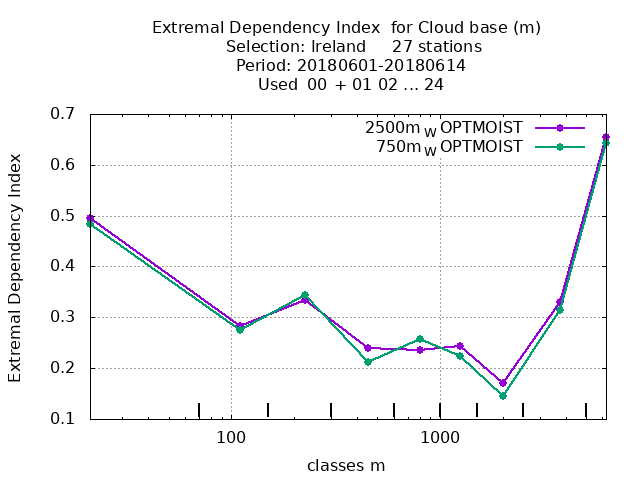 Extremal Dependency Index  for Cloud base (m)
Selection: Ireland     27 stations
Period: 20180601-20180614
Used  00 + 01 02 ... 24
0.7
0.6
0.5
0.4
0.3
0.2
0.1
Extremal Dependency Index
2500m W OPTMOIST
750m W OPTMOIST
100
1000
classes m